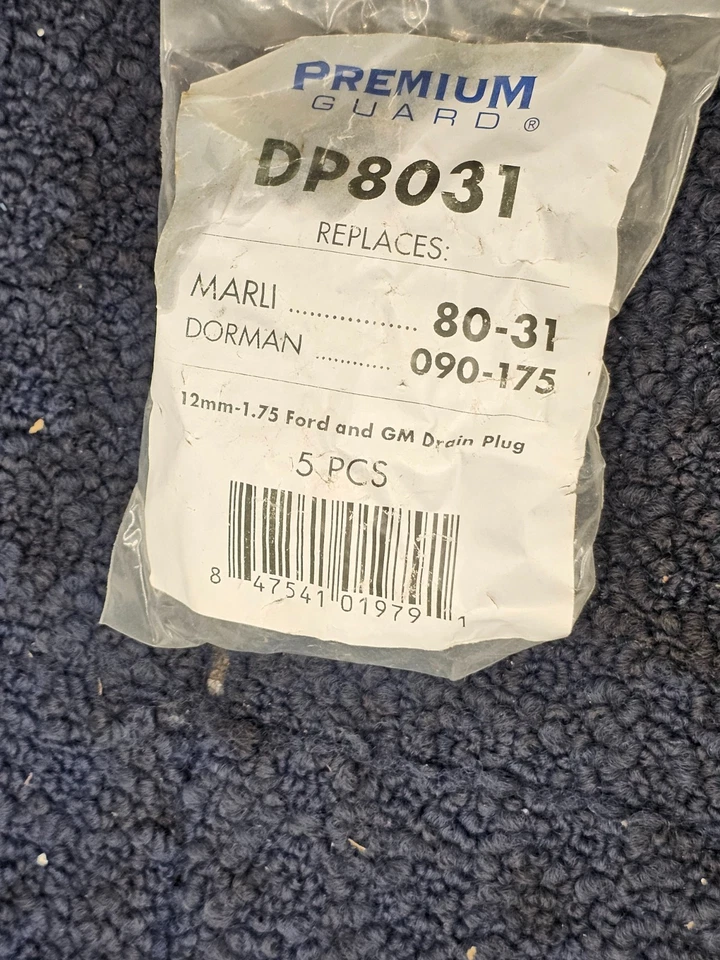 PREMIUM
GUARD®
DP8031
REPLACES:
MARLI ................. 80-31
DORMAN ............ 090-175
12mm-1.75 Ford and GM Drain Plug
5 PCS
8 47541 01979 1